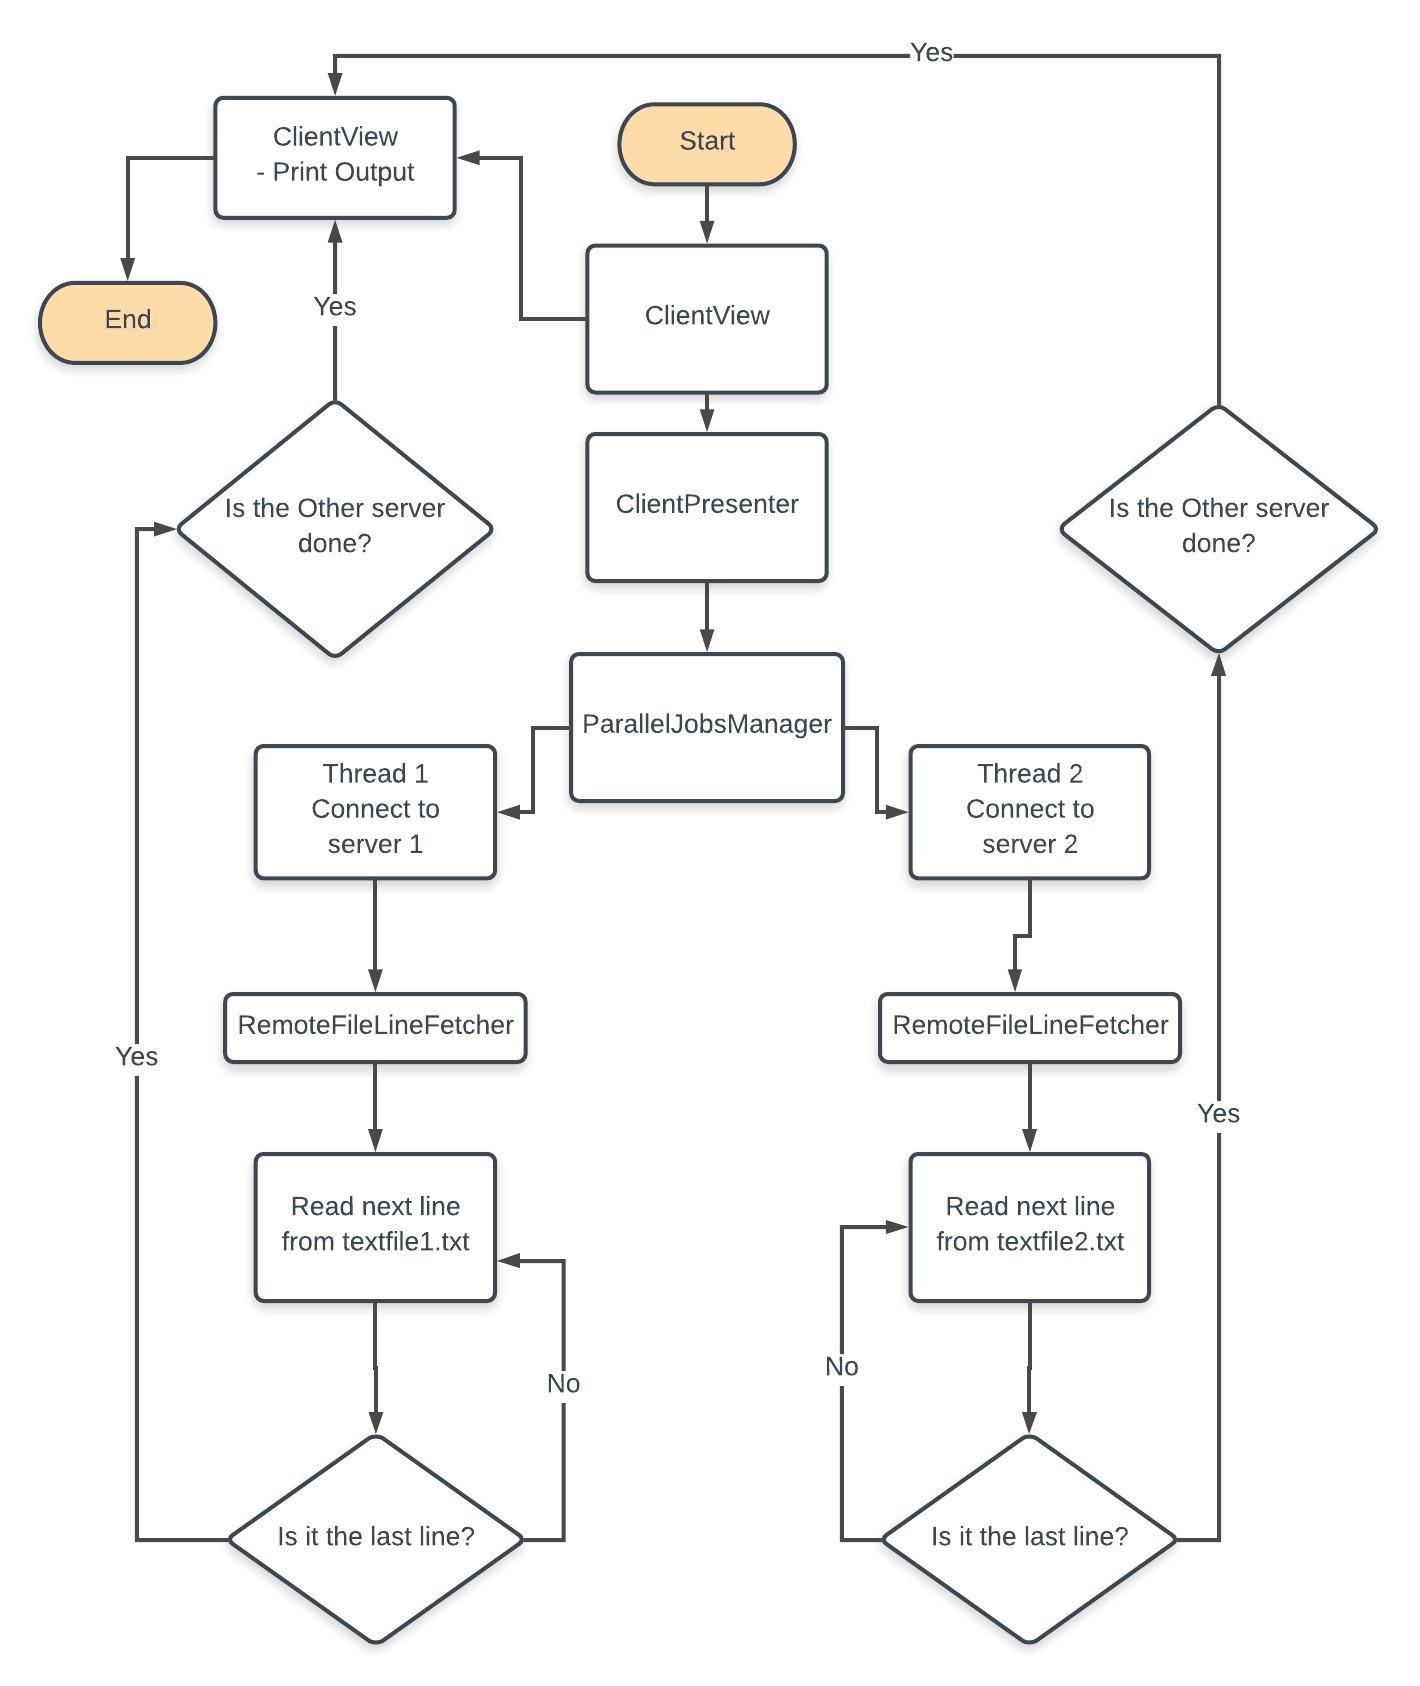 Yes
ClientView
- Print Output
Start
End
Yes
ClientView
ClientPresenter
Is the Other server
done?
Is the Other server
done?
ParallelJobsManager
Thread 1
Connect to
server 1
Thread 2
Connect to
server 2
RemoteFileLineFetcher
RemoteFileLineFetcher
Yes
Yes
Read next line
from textfile1.txt
Read next line
from textfile2.txt
No
No
Is it the last line?
Is it the last line?